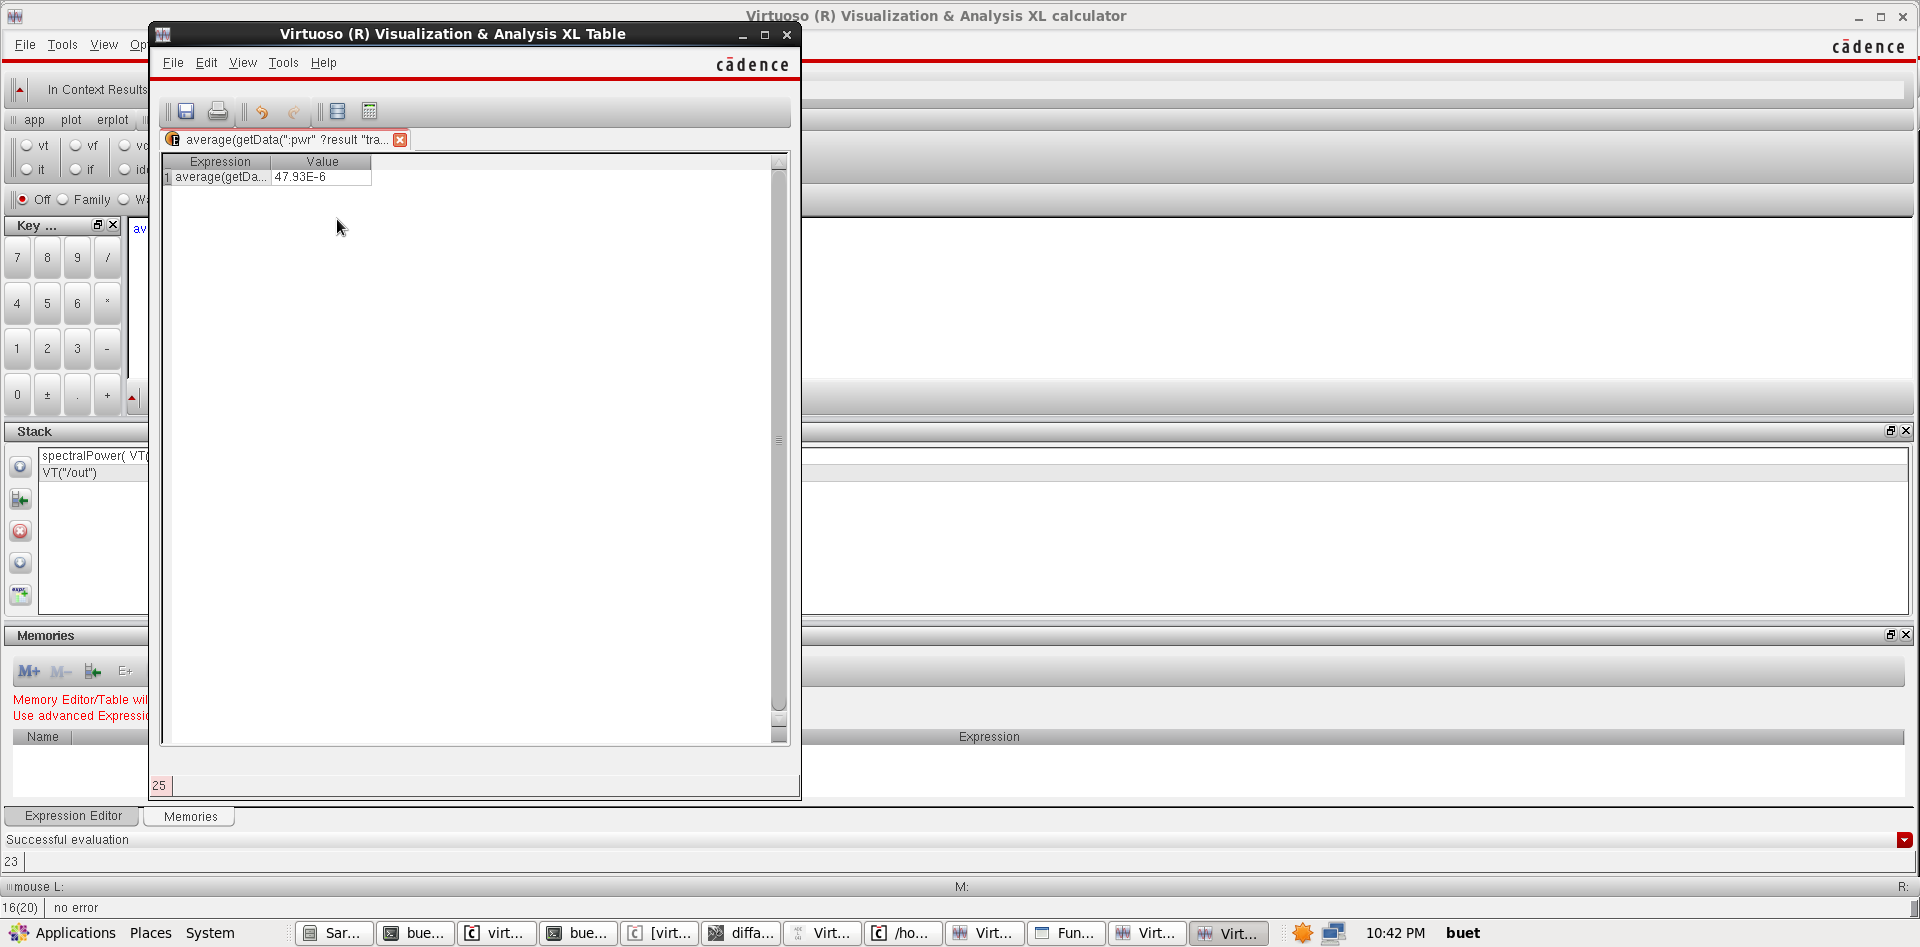 Virtuoso (R) Visualization & Analysis XL calculator
File Tools View Op
cādence
In Context Results
app plot erplot
vt vf vc
it if id
Off Family Wa
Key ...
7 8 9 /
4 5 6 *
1 2 3 -
0 ± . +
av
Virtuoso (R) Visualization & Analysis XL Table
File Edit View Tools Help
cādence
average(getData(":pwr" ?result "tra...
Expression Value
1 average(getDa... 47.93E-6
25
Stack
spectralPower( VT(
VT("/out")
expr
Memories
M+ M- E+
Memory Editor/Table wil
Use advanced Expressio
Name Expression
Expression Editor Memories
Successful evaluation
23
mouse L: M: R:
16(20) no error
Applications Places System Sar... bue... virt... bue... [virt... diffa... Virt... /ho... Virt... Fun... Virt... Virt... 10:42 PM buet